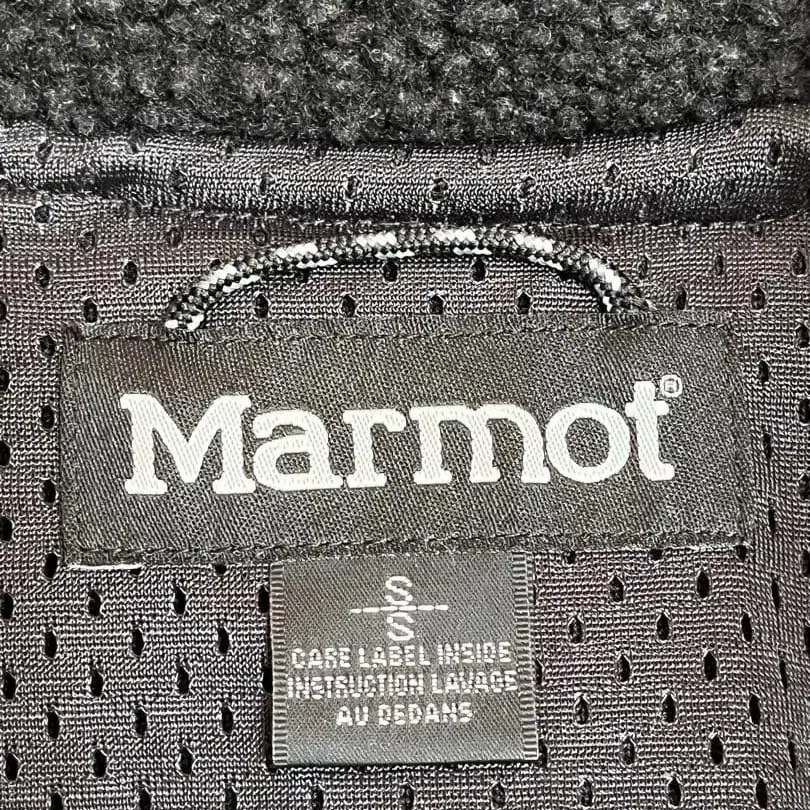 Marmot®
S
S
CARE LABEL INSIDE
INSTRUCTION LAVAGE
AU DEDANS